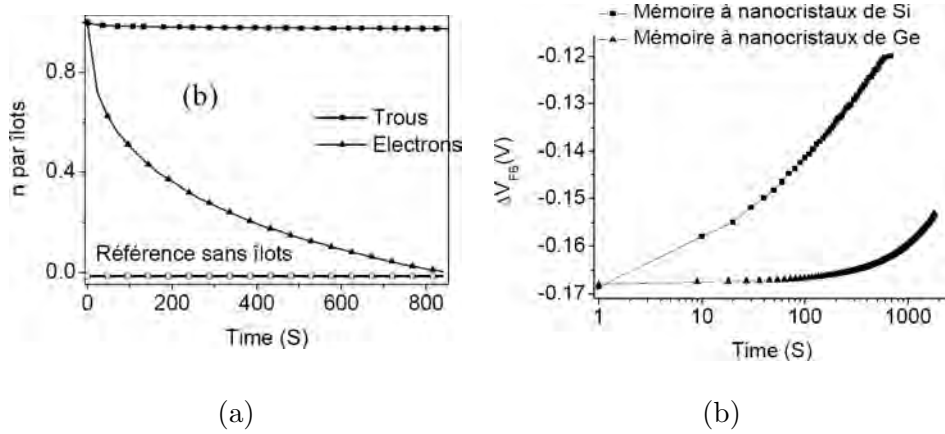 0.8
0.4
0.0
n par îlots
(b)
Trous
Electrons
Référence sans îlots
0 200 400 600 800
Time (S)
(a)
Mémoire à nanocristaux de Si
Mémoire à nanocristaux de Ge
-0.12
-0.13
-0.14
-0.15
-0.16
-0.17
ΔV_FB(V)
1 10 100 1000
Time (S)
(b)